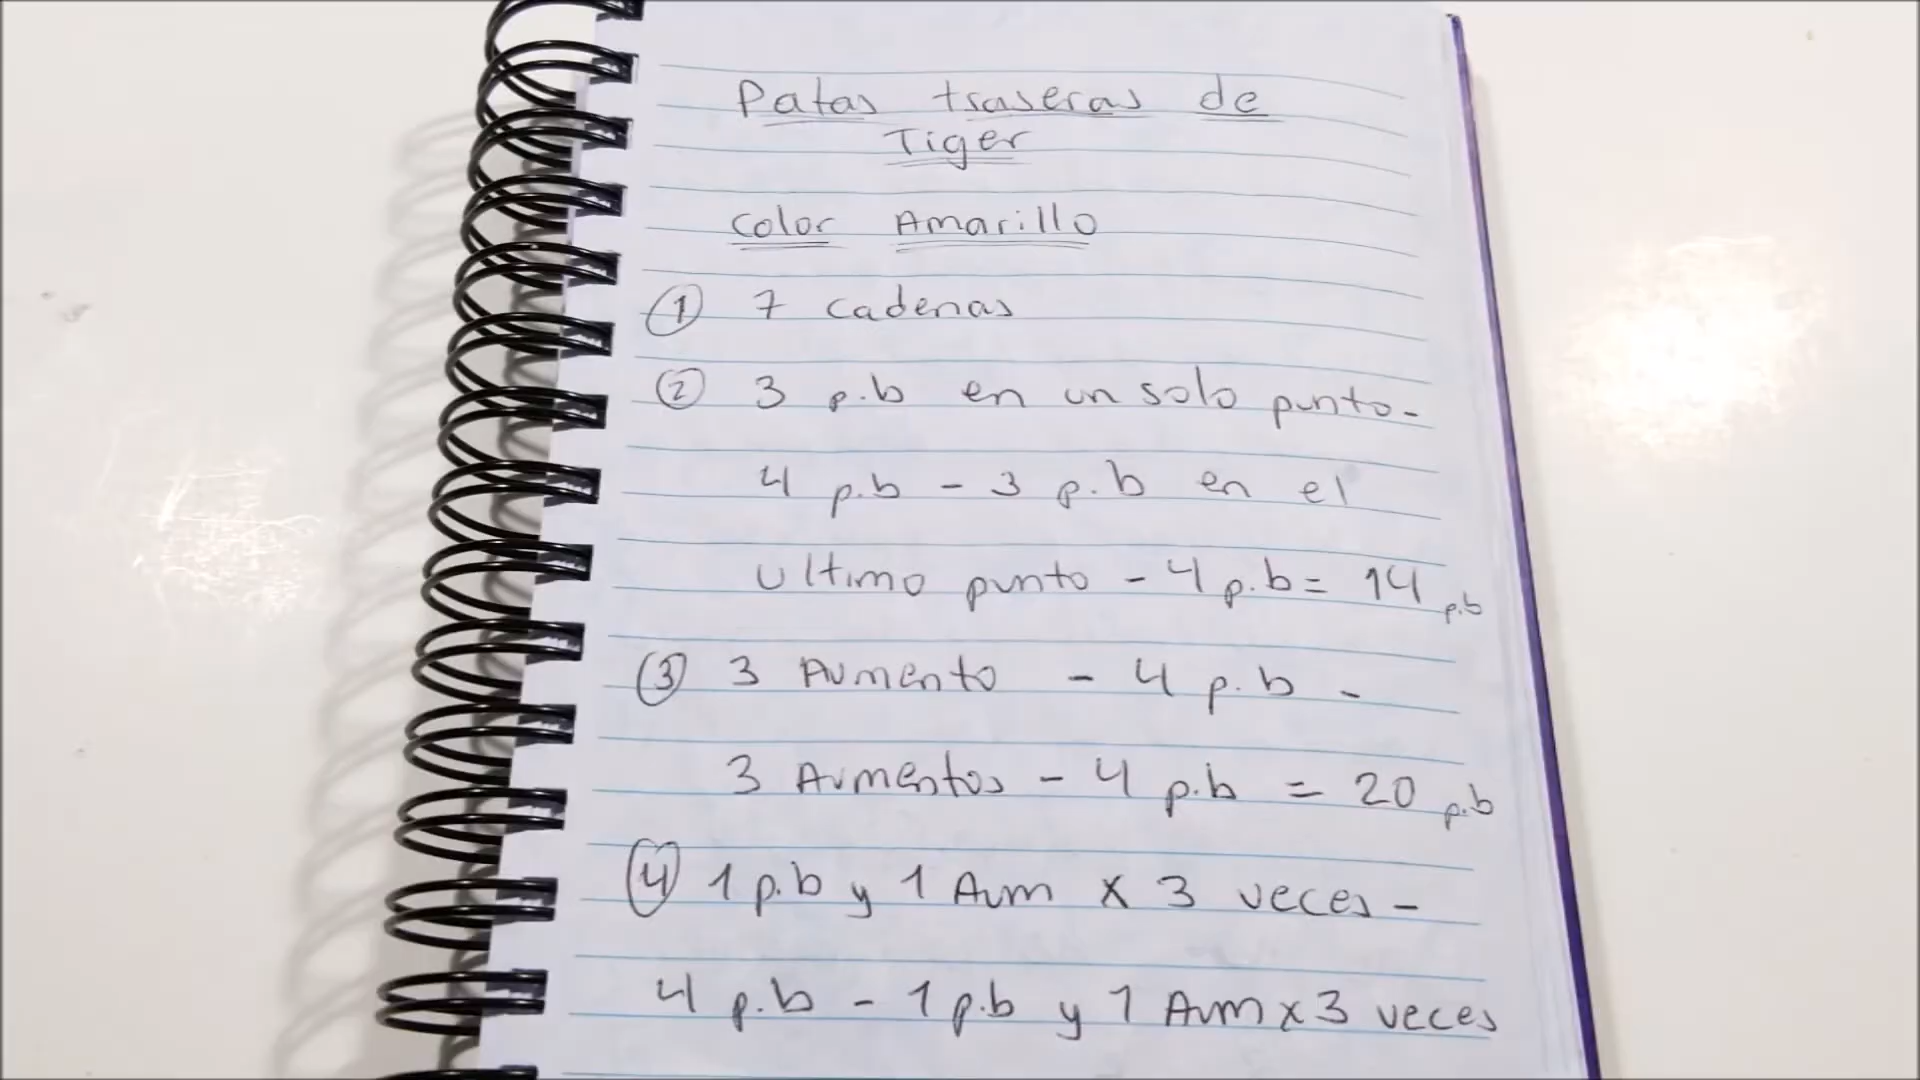 Patas traseras de
Tiger
Color Amarillo
① 7 cadenas
② 3 p.b en un solo punto-
4 p.b - 3 p.b en el
ultimo punto - 4 p.b = 14 p.b
③ 3 Aumento - 4 p.b -
3 Aumentos - 4 p.b = 20 p.b
④ 1 p.b y 1 Aum x 3 veces -
4 p.b - 1 p.b y 1 Aum x 3 veces